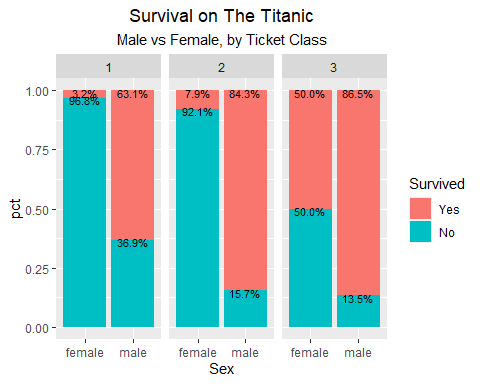 Survival on The Titanic
Male vs Female, by Ticket Class
1 2 3
1.00
0.75
0.50
0.25
0.00
pct
3.2% 63.1% 7.9% 84.3% 50.0% 86.5%
96.8% 92.1%
50.0%
36.9% 15.7% 13.5%
female male female male female male
Sex
Survived
Yes
No